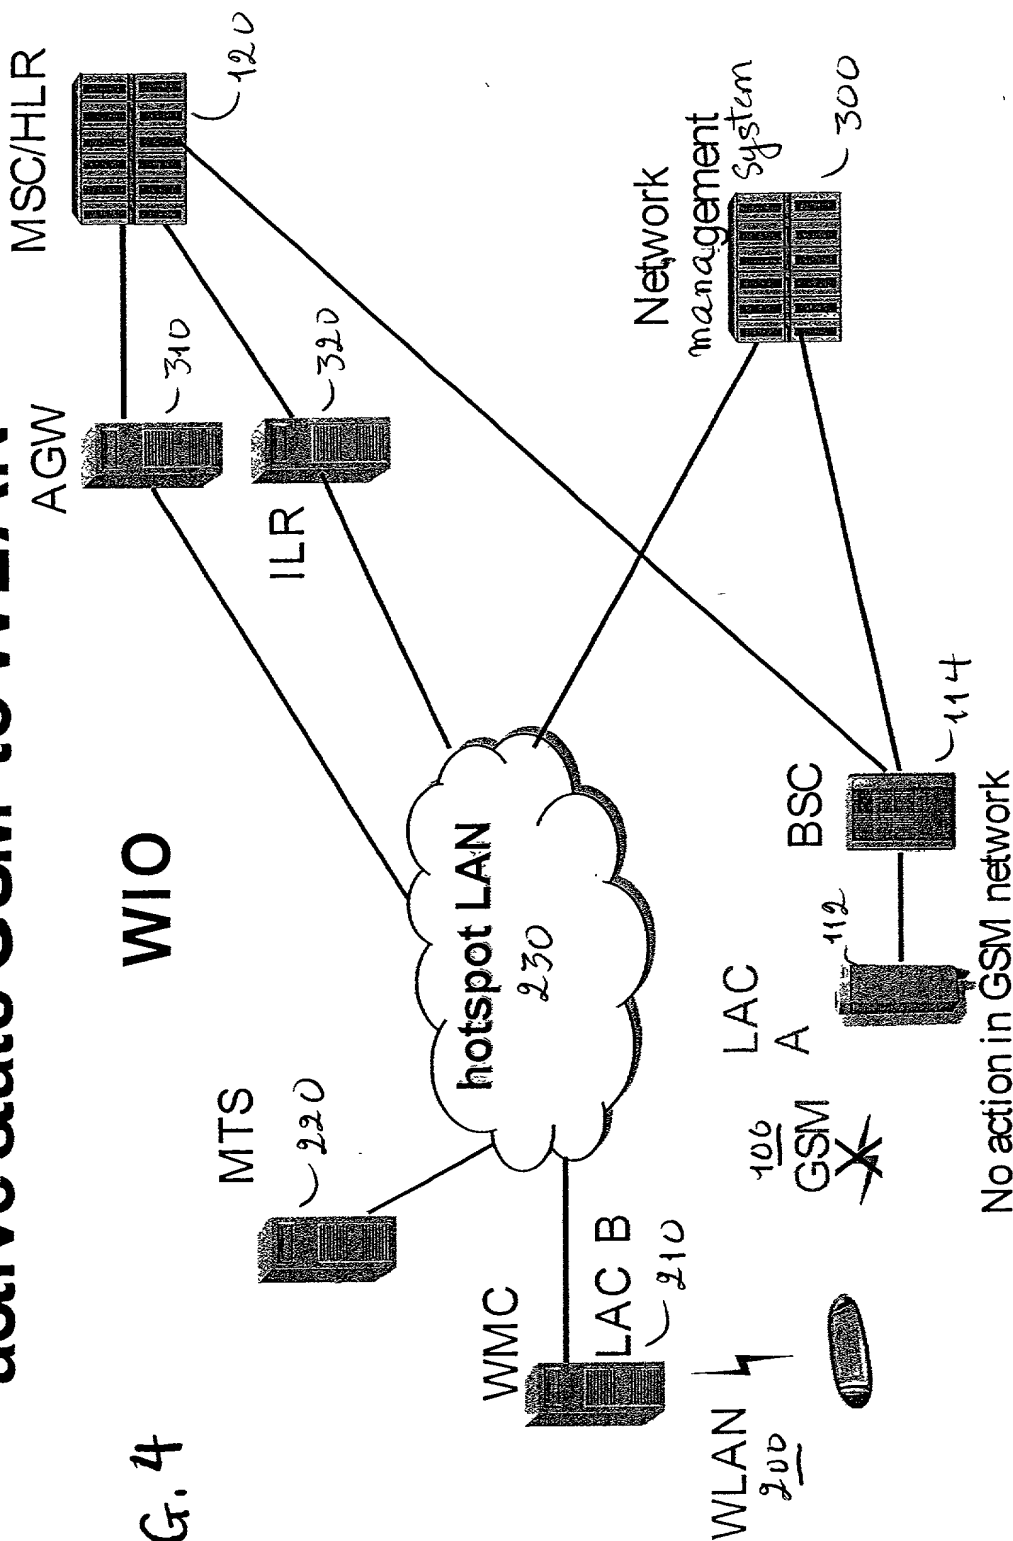 active state GSM to WLAN
G. 4
WIO
MSC/HLR
120
AGW
310
MTS
220
ILR
320
WMC
LAC B
210
hotspot LAN
230
Network
management
System
300
WLAN
200
106
GSM
LAC
A
112
BSC
114
No action in GSM network